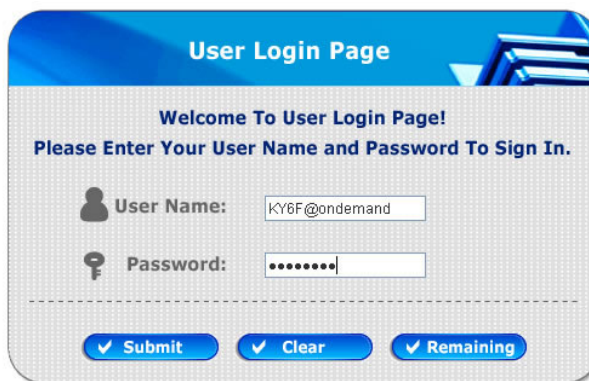 User Login Page
Welcome To User Login Page!
Please Enter Your User Name and Password To Sign In.
User Name: KY6F@ondemand
Password: ••••••••
Submit Clear Remaining